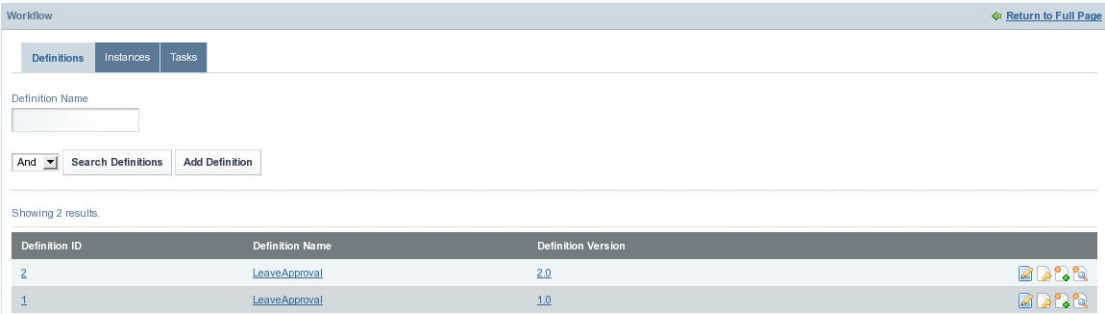 Workflow Return to Full Page
Definitions Instances Tasks
Definition Name
And Search Definitions Add Definition
Showing 2 results.
Definition ID Definition Name Definition Version
2 LeaveApproval 2.0
1 LeaveApproval 1.0